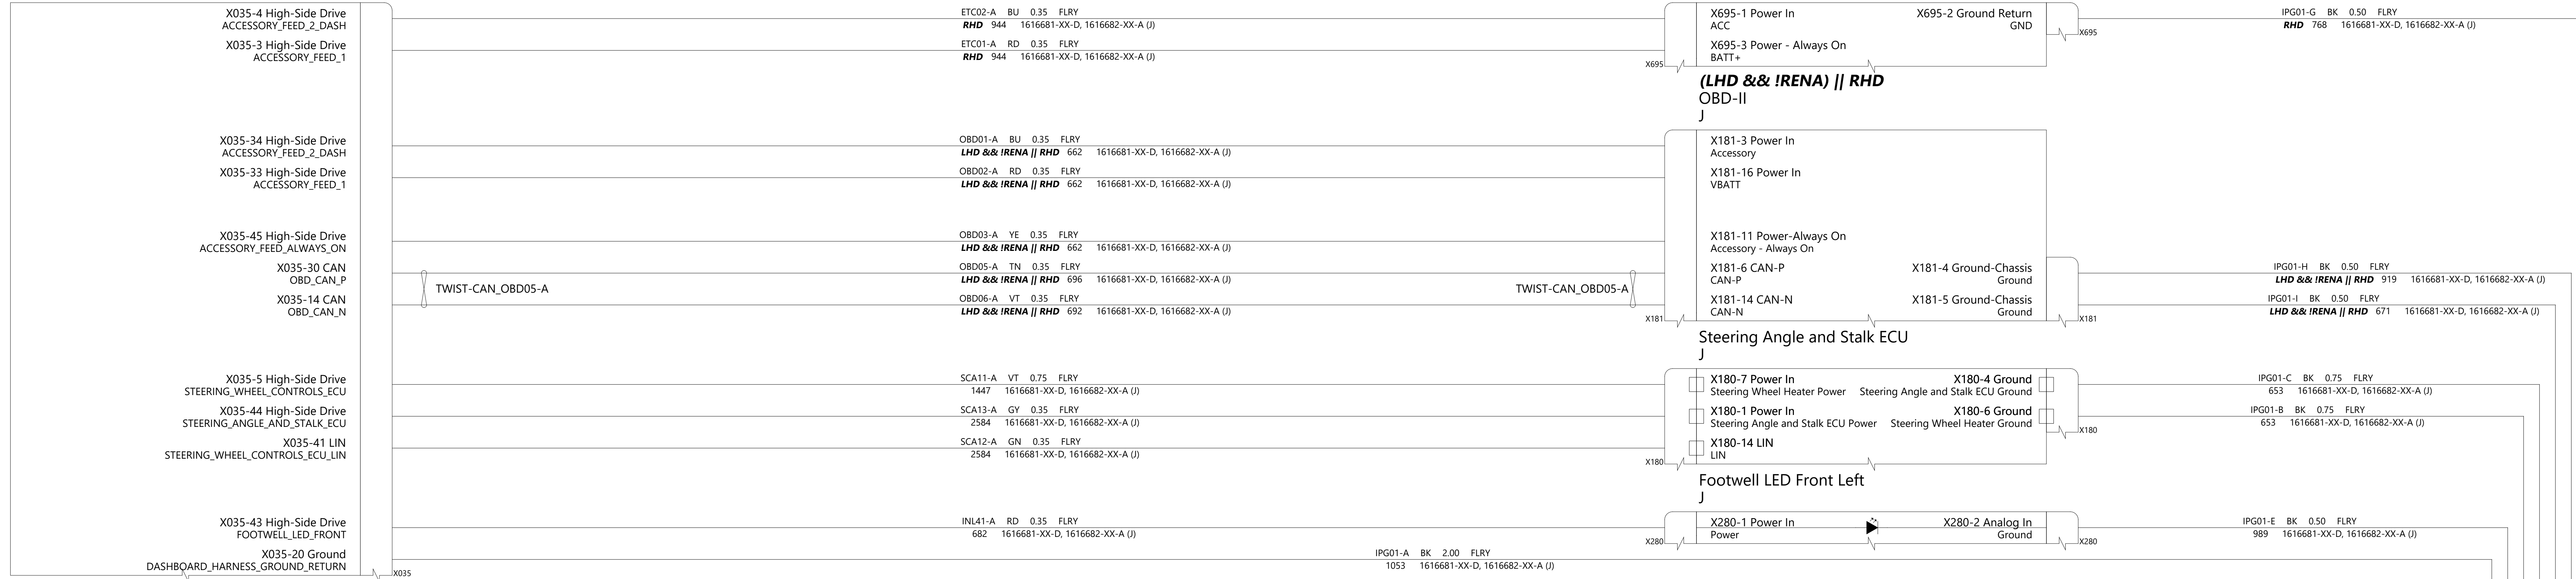 X035-4 High-Side Drive
ACCESSORY_FEED_2_DASH
ETC02-A BU 0.35 FLRY
RHD 944 1616681-XX-D, 1616682-XX-A (J)
X695-1 Power In
ACC
X695-2 Ground Return
GND
IPG01-G BK 0.50 FLRY
RHD 768 1616681-XX-D, 1616682-XX-A (J)
X695
X035-3 High-Side Drive
ACCESSORY_FEED_1
ETC01-A RD 0.35 FLRY
RHD 944 1616681-XX-D, 1616682-XX-A (J)
X695-3 Power - Always On
BATT+
X695
(LHD && !RENA) || RHD
OBD-II
J
X035-34 High-Side Drive
ACCESSORY_FEED_2_DASH
OBD01-A BU 0.35 FLRY
LHD && !RENA || RHD 662 1616681-XX-D, 1616682-XX-A (J)
X181-3 Power In
Accessory
X035-33 High-Side Drive
ACCESSORY_FEED_1
OBD02-A RD 0.35 FLRY
LHD && !RENA || RHD 662 1616681-XX-D, 1616682-XX-A (J)
X181-16 Power In
VBATT
X035-45 High-Side Drive
ACCESSORY_FEED_ALWAYS_ON
OBD03-A YE 0.35 FLRY
LHD && !RENA || RHD 662 1616681-XX-D, 1616682-XX-A (J)
X181-11 Power-Always On
Accessory - Always On
X035-30 CAN
OBD_CAN_P
OBD05-A TN 0.35 FLRY
LHD && !RENA || RHD 696 1616681-XX-D, 1616682-XX-A (J)
X181-6 CAN-P
CAN-P
X181-4 Ground-Chassis
Ground
IPG01-H BK 0.50 FLRY
LHD && !RENA || RHD 919 1616681-XX-D, 1616682-XX-A (J)
TWIST-CAN_OBD05-A
TWIST-CAN_OBD05-A
X035-14 CAN
OBD_CAN_N
OBD06-A VT 0.35 FLRY
LHD && !RENA || RHD 692 1616681-XX-D, 1616682-XX-A (J)
X181-14 CAN-N
CAN-N
X181-5 Ground-Chassis
Ground
IPG01-I BK 0.50 FLRY
LHD && !RENA || RHD 671 1616681-XX-D, 1616682-XX-A (J)
X181
X181
Steering Angle and Stalk ECU
J
X035-5 High-Side Drive
STEERING_WHEEL_CONTROLS_ECU
SCA11-A VT 0.75 FLRY
1447 1616681-XX-D, 1616682-XX-A (J)
X180-7 Power In
Steering Wheel Heater Power
X180-4 Ground
Steering Angle and Stalk ECU Ground
IPG01-C BK 0.75 FLRY
653 1616681-XX-D, 1616682-XX-A (J)
X035-44 High-Side Drive
STEERING_ANGLE_AND_STALK_ECU
SCA13-A GY 0.35 FLRY
2584 1616681-XX-D, 1616682-XX-A (J)
X180-1 Power In
Steering Angle and Stalk ECU Power
X180-6 Ground
Steering Wheel Heater Ground
IPG01-B BK 0.75 FLRY
653 1616681-XX-D, 1616682-XX-A (J)
X180
X035-41 LIN
STEERING_WHEEL_CONTROLS_ECU_LIN
SCA12-A GN 0.35 FLRY
2584 1616681-XX-D, 1616682-XX-A (J)
X180-14 LIN
LIN
X180
Footwell LED Front Left
J
X035-43 High-Side Drive
FOOTWELL_LED_FRONT
INL41-A RD 0.35 FLRY
682 1616681-XX-D, 1616682-XX-A (J)
X280-1 Power In
Power
X280-2 Analog In
Ground
IPG01-E BK 0.50 FLRY
989 1616681-XX-D, 1616682-XX-A (J)
X280
X280
X035-20 Ground
DASHBOARD_HARNESS_GROUND_RETURN
IPG01-A BK 2.00 FLRY
1053 1616681-XX-D, 1616682-XX-A (J)
X035